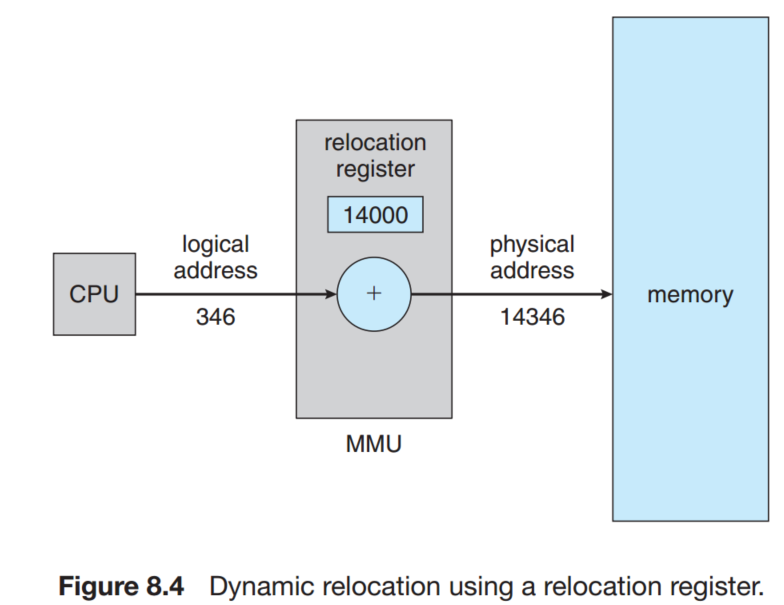 relocation
register
14000
logical
address
physical
address
CPU
+
memory
346
14346
MMU
Figure 8.4 Dynamic relocation using a relocation register.